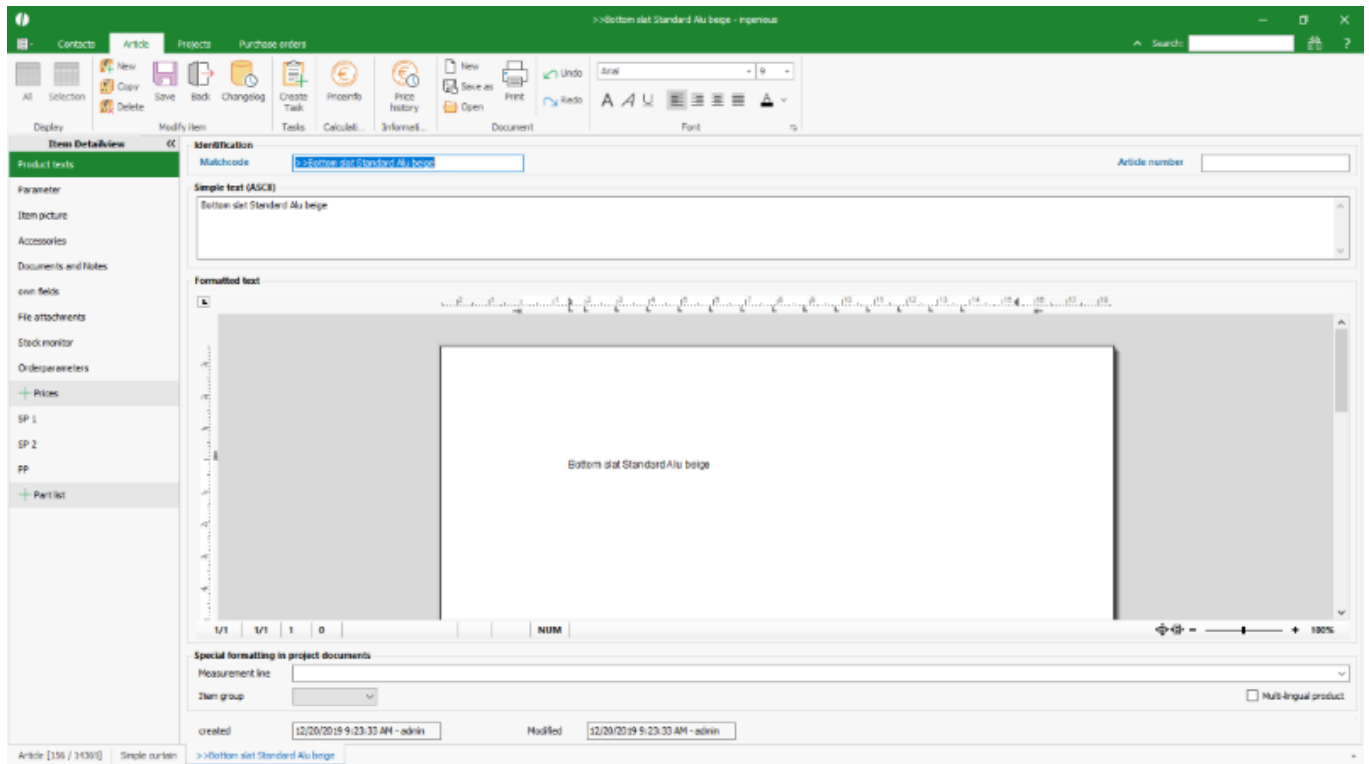 >>Bottom slat Standard Alu beige - ingenious
Contacts Article Projects Purchase orders Search: ?
All Selection New Copy Delete Save Back Changelog Create Task Priceinfo Price history New Save as Open Print Undo Redo Arial 9
A A U A
Display Modify item Tasks Calculati... Informati... Document Font
Item Detailview
Product texts
Parameter
Item picture
Accessories
Documents and Notes
own fields
File attachments
Stock monitor
Orderparameters
Prices
SP 1
SP 2
PP
Part list
Identification
Matchcode >>Bottom slat Standard Alu beige Article number
Simple text (ASCII)
Bottom slat Standard Alu beige
Formatted text
Bottom slat Standard Alu beige
1/1 1/1 1 0 NUM 100%
Special formatting in project documents
Measurement line
Item group Multi-lingual product
created 12/20/2019 9:23:33 AM - admin Modified 12/20/2019 9:23:33 AM - admin
Simple curtain >>Bottom slat Standard Alu beige